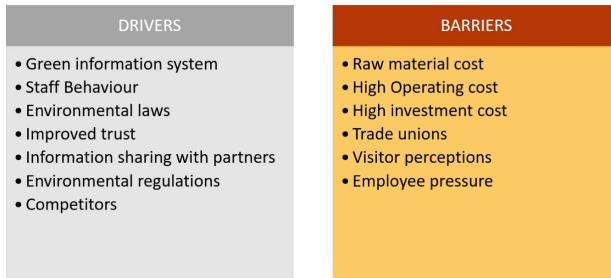 DRIVERS
• Green information system
• Staff Behaviour
• Environmental laws
• Improved trust
• Information sharing with partners
• Environmental regulations
• Competitors
BARRIERS
• Raw material cost
• High Operating cost
• High investment cost
• Trade unions
• Visitor perceptions
• Employee pressure